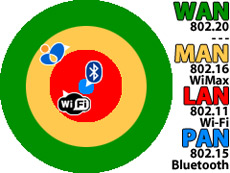 WAN
802.20
---
MAN
802.16
WiMax
LAN
802.11
Wi-Fi
PAN
802.15
Bluetooth
Wi Fi